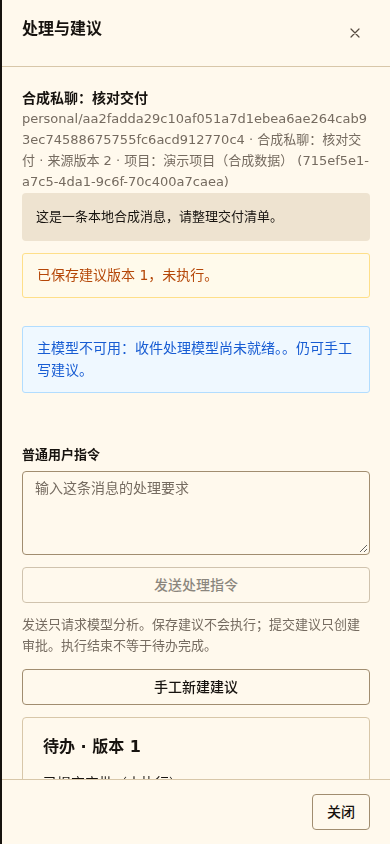 处理与建议
×
合成私聊：核对交付
personal/aa2fadda29c10af051a7d1ebea6ae264cab9
3ec74588675755fc6acd912770c4 · 合成私聊：核对交
付 · 来源版本 2 · 项目：演示项目（合成数据） (715ef5e1-
a7c5-4da1-9c6f-70c400a7caea)
这是一条本地合成消息，请整理交付清单。
已保存建议版本 1，未执行。
主模型不可用：收件处理模型尚未就绪。。仍可手工
写建议。
普通用户指令
输入这条消息的处理要求
发送处理指令
发送只请求模型分析。保存建议不会执行；提交建议只创建
审批。执行结束不等于待办完成。
手工新建建议
待办 · 版本 1
关闭